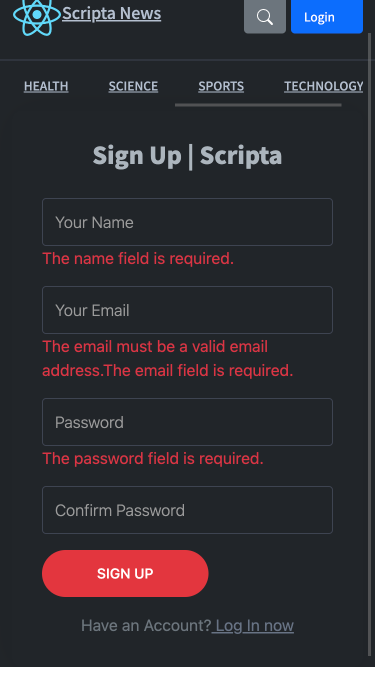 Scripta News
Login
HEALTH SCIENCE SPORTS TECHNOLOGY
Sign Up | Scripta
Your Name
The name field is required.
Your Email
The email must be a valid email
address.The email field is required.
Password
The password field is required.
Confirm Password
SIGN UP
Have an Account? Log In now